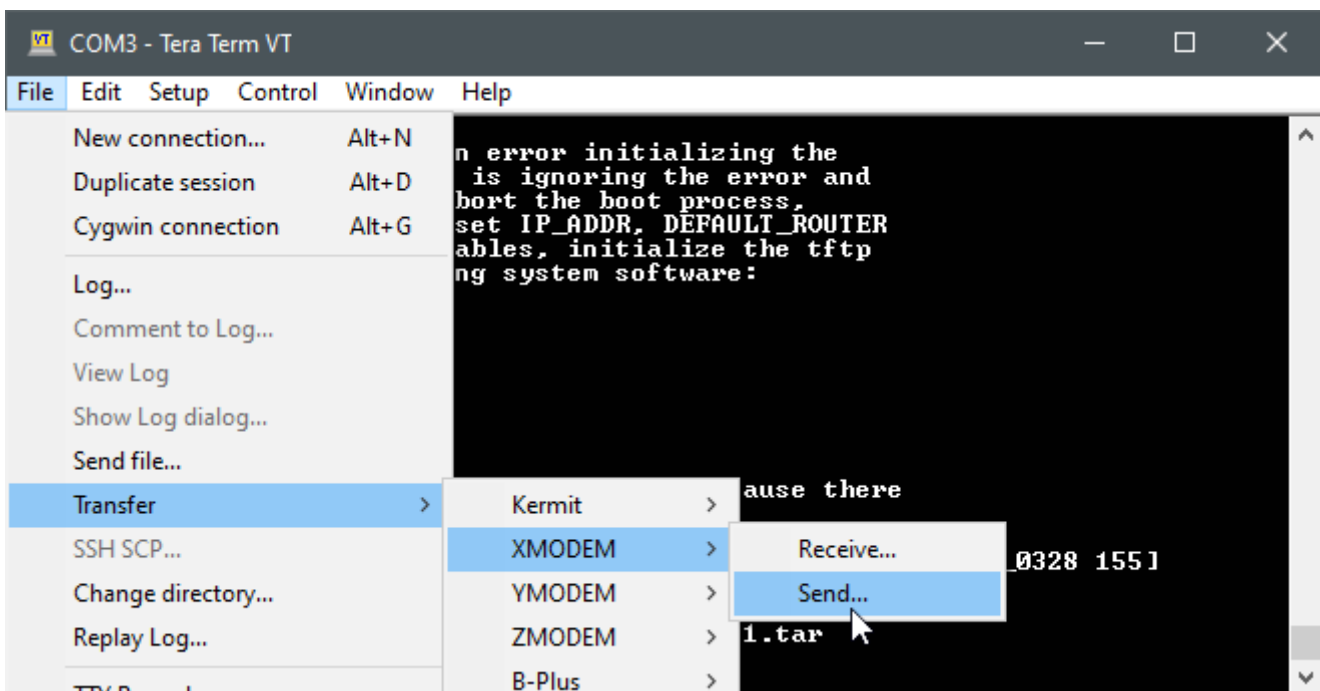 VT COM3 - Tera Term VT
File Edit Setup Control Window Help
New connection... Alt+N
Duplicate session Alt+D
Cygwin connection Alt+G
Log...
Comment to Log...
View Log
Show Log dialog...
Send file...
Transfer
SSH SCP...
Change directory...
Replay Log...
Kermit
XMODEM
YMODEM
ZMODEM
B-Plus
Receive...
Send...
n error initializing the
is ignoring the error and
bort the boot process,
set IP_ADDR, DEFAULT_ROUTER
ables, initialize the tftp
ng system software:
ause there
_0328 155]
1.tar